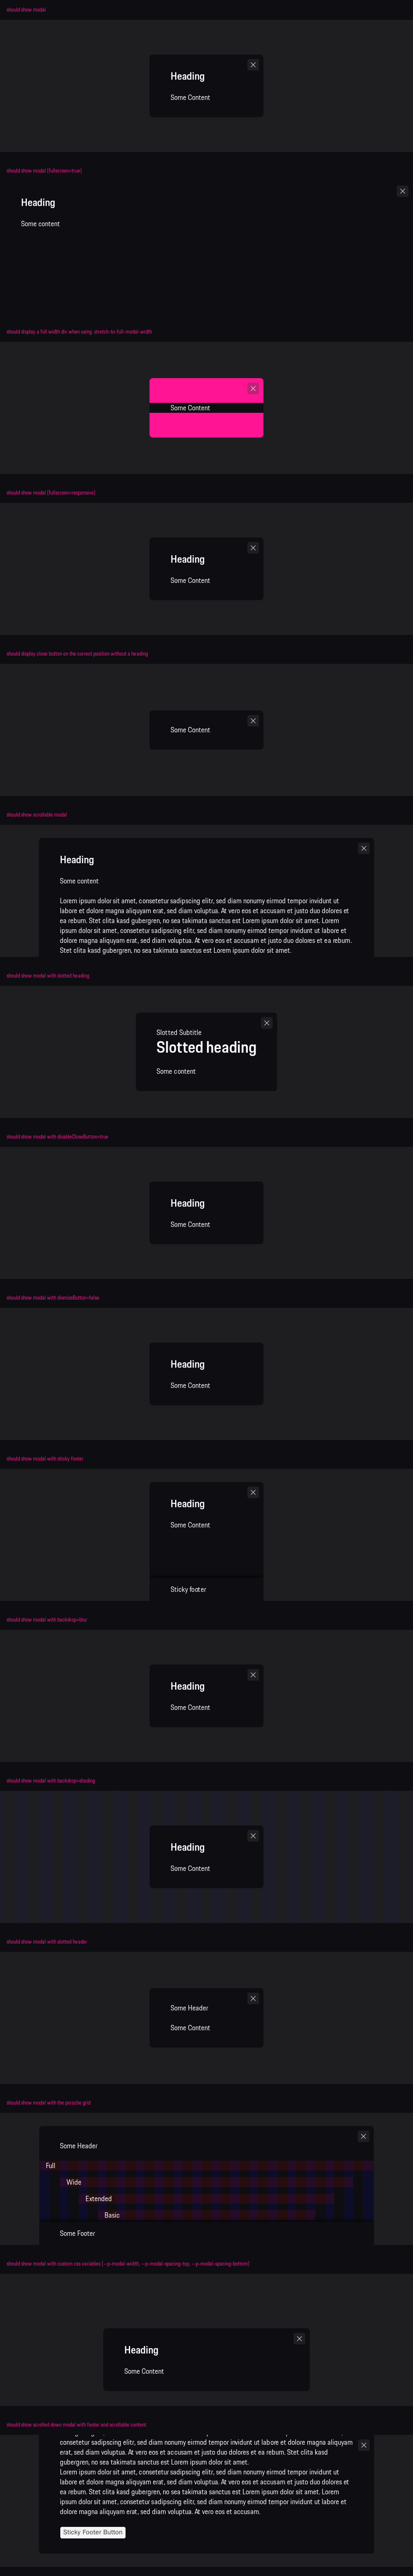 should show modal
Heading
Some Content
should show modal (fullscreen=true)
Heading
Some content
should display a full width div when using .stretch-to-full-modal-width
Some Content
should show modal (fullscreen=responsive)
Heading
Some Content
should display close button on the correct position without a heading
Some Content
should show scrollable modal
Heading
Some content
Lorem ipsum dolor sit amet, consetetur sadipscing elitr, sed diam nonumy eirmod tempor invidunt ut
labore et dolore magna aliquyam erat, sed diam voluptua. At vero eos et accusam et justo duo dolores et
ea rebum. Stet clita kasd gubergren, no sea takimata sanctus est Lorem ipsum dolor sit amet. Lorem
ipsum dolor sit amet, consetetur sadipscing elitr, sed diam nonumy eirmod tempor invidunt ut labore et
dolore magna aliquyam erat, sed diam voluptua. At vero eos et accusam et justo duo dolores et ea rebum.
Stet clita kasd gubergren, no sea takimata sanctus est Lorem ipsum dolor sit amet.
should show modal with slotted heading
Slotted Subtitle
Slotted heading
Some content
should show modal with disableCloseButton=true
Heading
Some Content
should show modal with dismissButton=false
Heading
Some Content
should show modal with sticky footer
Heading
Some Content
Sticky footer
should show modal with backdrop=blur
Heading
Some Content
should show modal with backdrop=shading
Heading
Some Content
should show modal with slotted header
Some Header
Some Content
should show modal with the porsche grid
Some Header
Full
Wide
Extended
Basic
Some Footer
should show modal with custom css variables (--p-modal-width, --p-modal-spacing-top, --p-modal-spacing-bottom)
Heading
Some Content
should show scrolled down modal with footer and scrollable content
consetetur sadipscing elitr, sed diam nonumy eirmod tempor invidunt ut labore et dolore magna aliquyam
erat, sed diam voluptua. At vero eos et accusam et justo duo dolores et ea rebum. Stet clita kasd
gubergren, no sea takimata sanctus est Lorem ipsum dolor sit amet.
Lorem ipsum dolor sit amet, consetetur sadipscing elitr, sed diam nonumy eirmod tempor invidunt ut
labore et dolore magna aliquyam erat, sed diam voluptua. At vero eos et accusam et justo duo dolores et
ea rebum. Stet clita kasd gubergren, no sea takimata sanctus est Lorem ipsum dolor sit amet. Lorem
ipsum dolor sit amet, consetetur sadipscing elitr, sed diam nonumy eirmod tempor invidunt ut labore et
dolore magna aliquyam erat, sed diam voluptua. At vero eos et accusam.
Sticky Footer Button